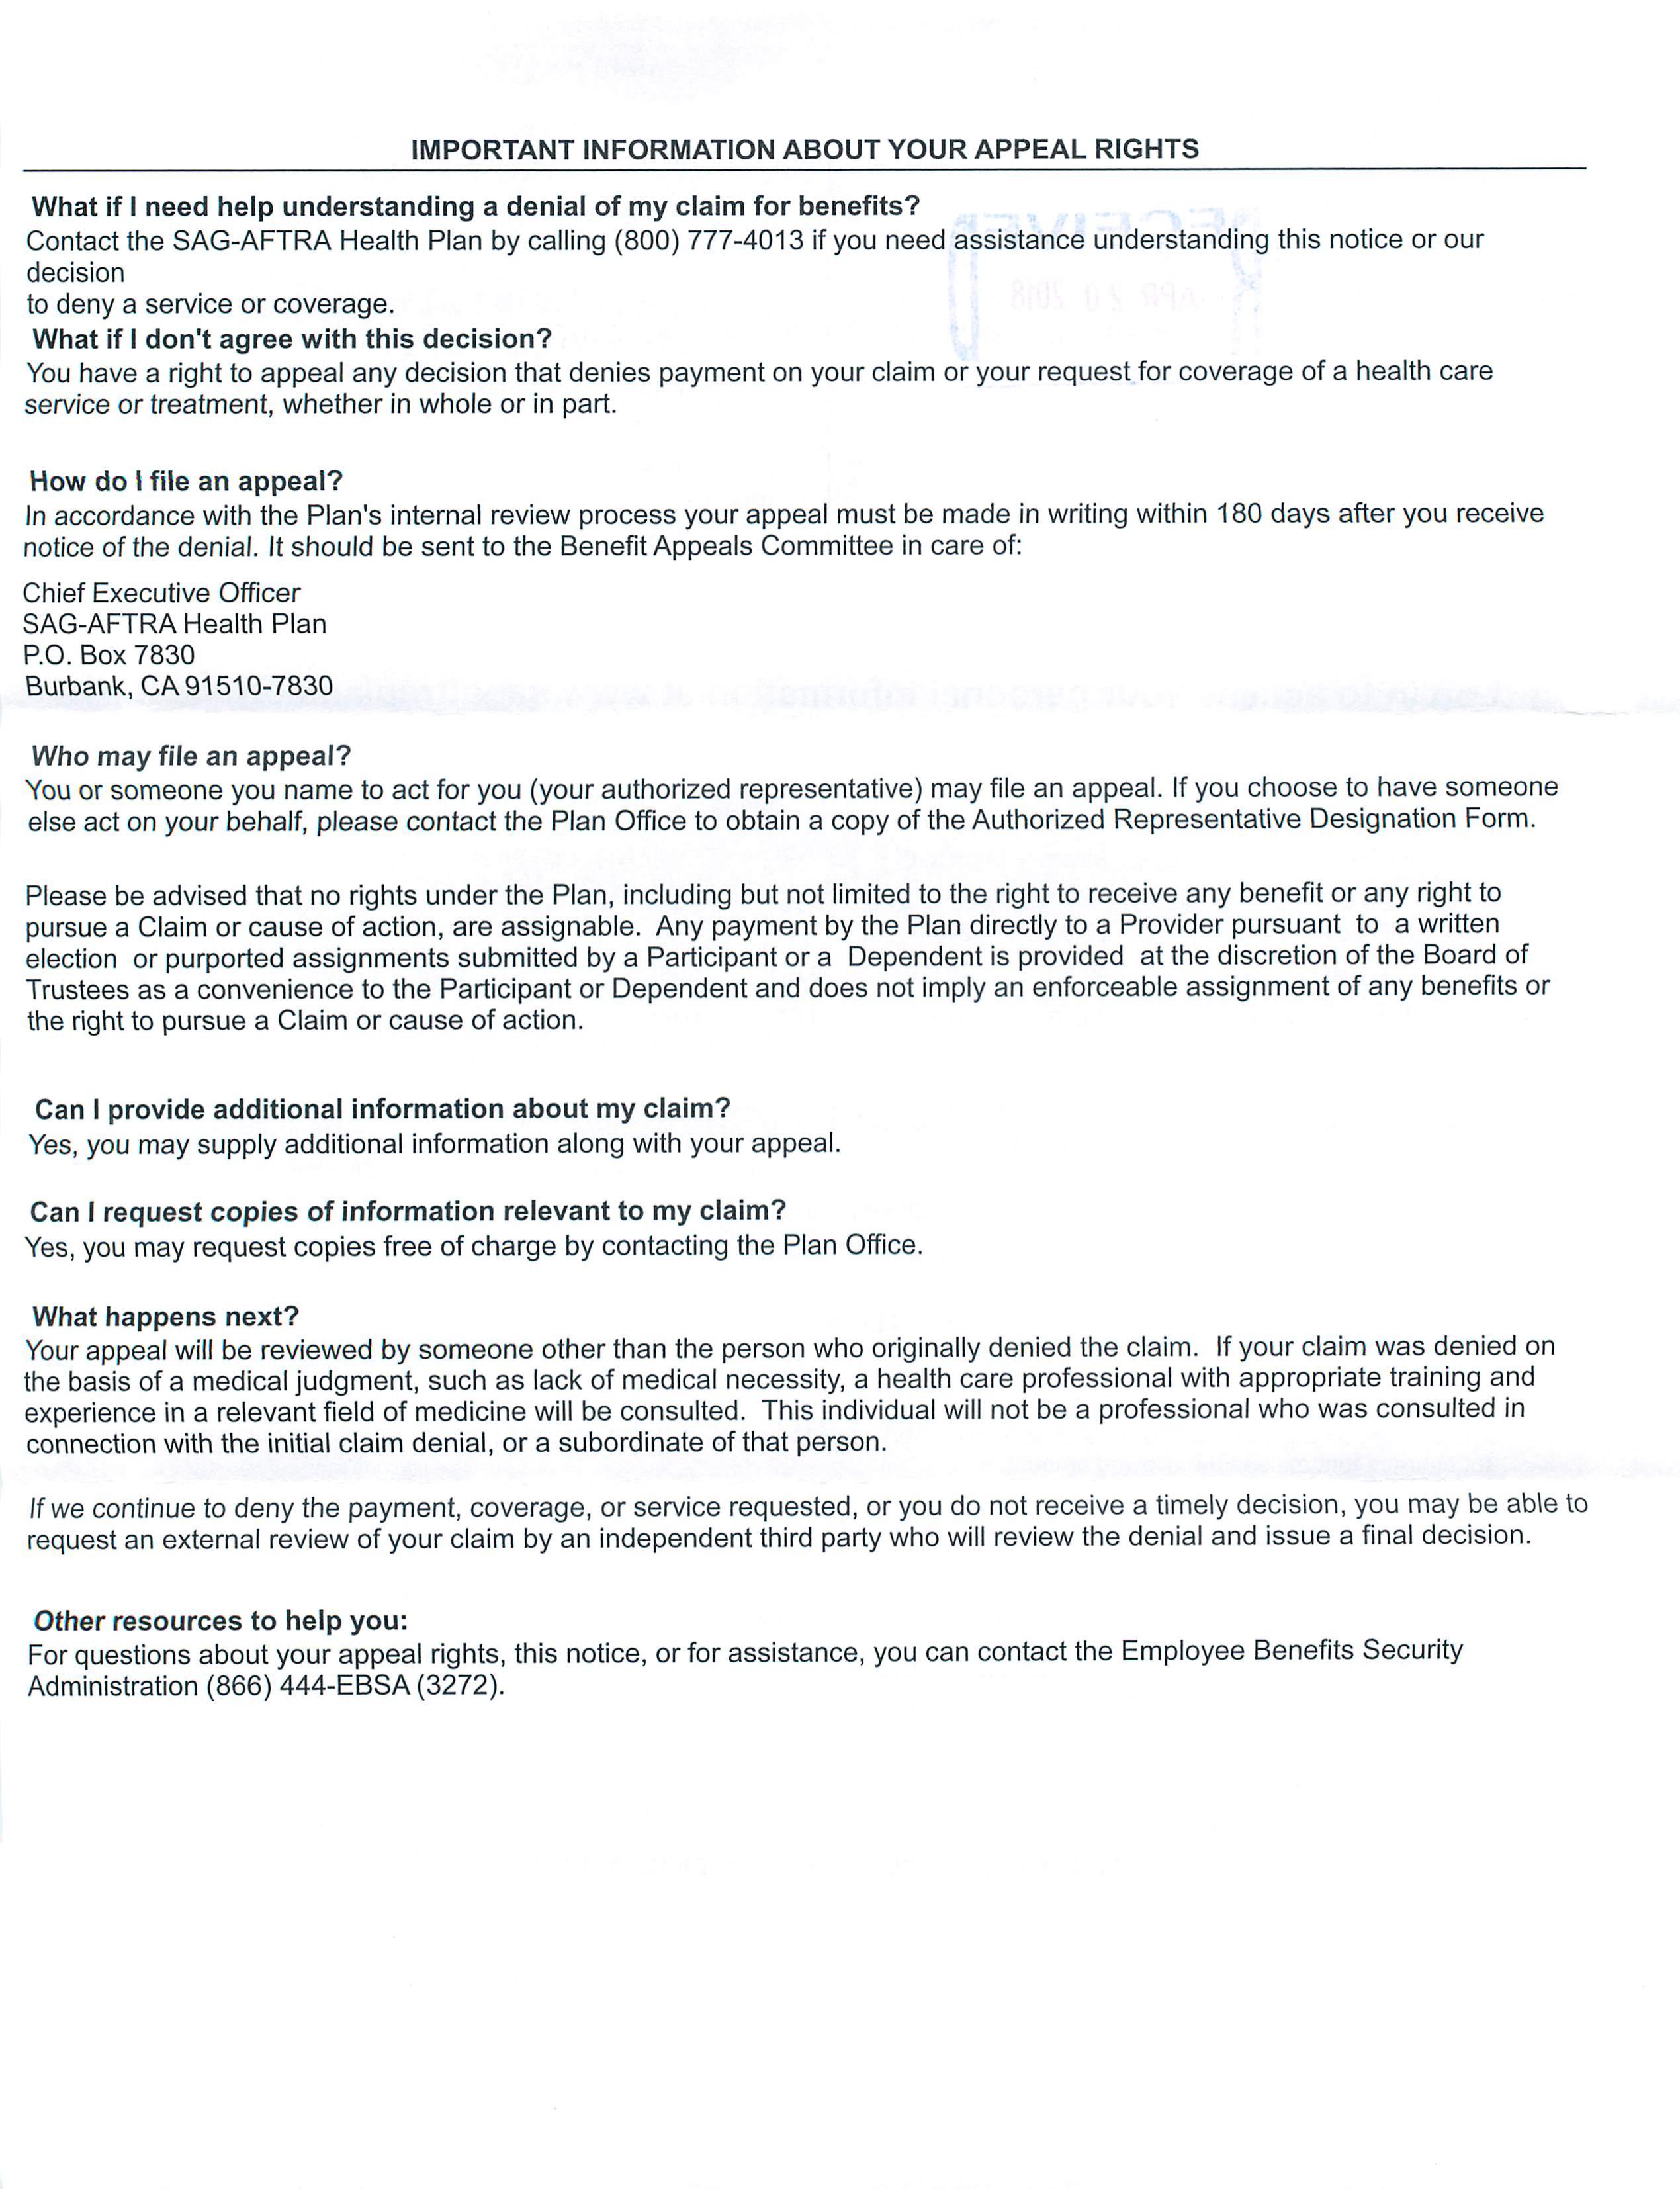 IMPORTANT INFORMATION ABOUT YOUR APPEAL RIGHTS
What if I need help understanding a denial of my claim for benefits?
Contact the SAG-AFTRA Health Plan by calling (800) 777-4013 if you need assistance understanding this notice or our
decision
to deny a service or coverage.
What if I don't agree with this decision?
You have a right to appeal any decision that denies payment on your claim or your request for coverage of a health care
service or treatment, whether in whole or in part.
How do I file an appeal?
In accordance with the Plan's internal review process your appeal must be made in writing within 180 days after you receive
notice of the denial. It should be sent to the Benefit Appeals Committee in care of:
Chief Executive Officer
SAG-AFTRA Health Plan
P.O. Box 7830
Burbank, CA 91510-7830
Who may file an appeal?
You or someone you name to act for you (your authorized representative) may file an appeal. If you choose to have someone
else act on your behalf, please contact the Plan Office to obtain a copy of the Authorized Representative Designation Form.
Please be advised that no rights under the Plan, including but not limited to the right to receive any benefit or any right to
pursue a Claim or cause of action, are assignable. Any payment by the Plan directly to a Provider pursuant to a written
election or purported assignments submitted by a Participant or a Dependent is provided at the discretion of the Board of
Trustees as a convenience to the Participant or Dependent and does not imply an enforceable assignment of any benefits or
the right to pursue a Claim or cause of action.
Can I provide additional information about my claim?
Yes, you may supply additional information along with your appeal.
Can I request copies of information relevant to my claim?
Yes, you may request copies free of charge by contacting the Plan Office.
What happens next?
Your appeal will be reviewed by someone other than the person who originally denied the claim. If your claim was denied on
the basis of a medical judgment, such as lack of medical necessity, a health care professional with appropriate training and
experience in a relevant field of medicine will be consulted. This individual will not be a professional who was consulted in
connection with the initial claim denial, or a subordinate of that person.
If we continue to deny the payment, coverage, or service requested, or you do not receive a timely decision, you may be able to
request an external review of your claim by an independent third party who will review the denial and issue a final decision.
Other resources to help you:
For questions about your appeal rights, this notice, or for assistance, you can contact the Employee Benefits Security
Administration (866) 444-EBSA (3272).